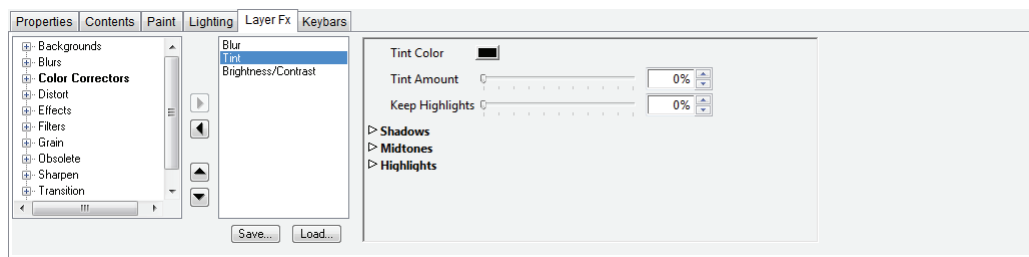 Properties Contents Paint Lighting Layer Fx Keybars
Backgrounds
Blurs
Color Correctors
Distort
Effects
Filters
Grain
Obsolete
Sharpen
Transition
Blur
Tint
Brightness/Contrast
Save... Load...
Tint Color
Tint Amount 0%
Keep Highlights 0%
Shadows
Midtones
Highlights